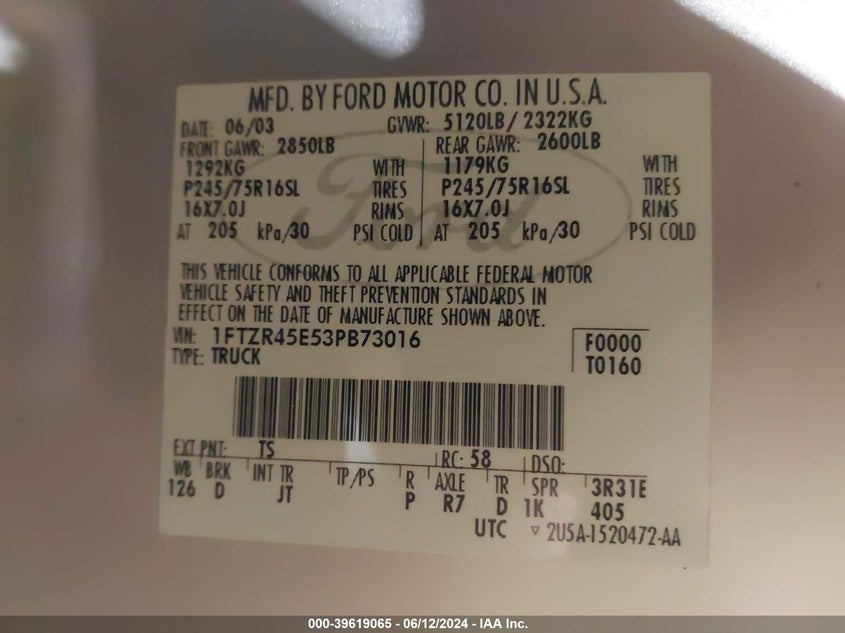 MFD. BY FORD MOTOR CO. IN U.S.A.
DATE: 06/03 GVWR: 5120LB/ 2322KG
FRONT GAWR: 2850LB REAR GAWR: 2600LB
1292KG WITH 1179KG WITH
P245/75R16SL TIRES P245/75R16SL TIRES
16X7.0J RIMS 16X7.0J RIMS
AT 205 kPa/30 PSI COLD AT 205 kPa/30 PSI COLD
Ford
THIS VEHICLE CONFORMS TO ALL APPLICABLE FEDERAL MOTOR
VEHICLE SAFETY AND THEFT PREVENTION STANDARDS IN
EFFECT ON THE DATE OF MANUFACTURE SHOWN ABOVE.
VIN: 1FTZR45E53PB73016 F0000
TYPE: TRUCK T0160
EXT PNT: TS RC: 58 DSO:
WB BRK INT TR TP/PS R AXLE TR SPR 3R31E
126 D JT P R7 D 1K 405
UTC ▽ 2U5A-1520472-AA
000-39619065 - 06/12/2024 - IAA Inc.